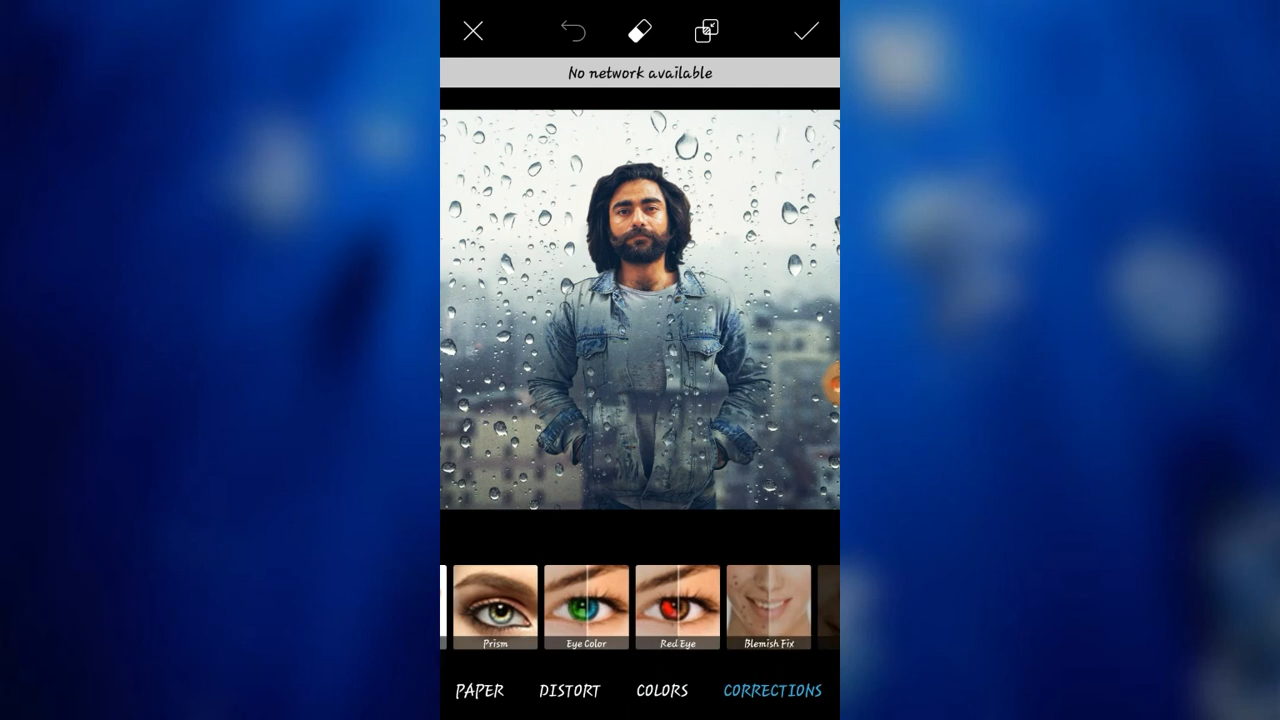 No network available
Prism
Eye Color
Red Eye
Blemish Fix
PAPER
DISTORT
COLORS
CORRECTIONS